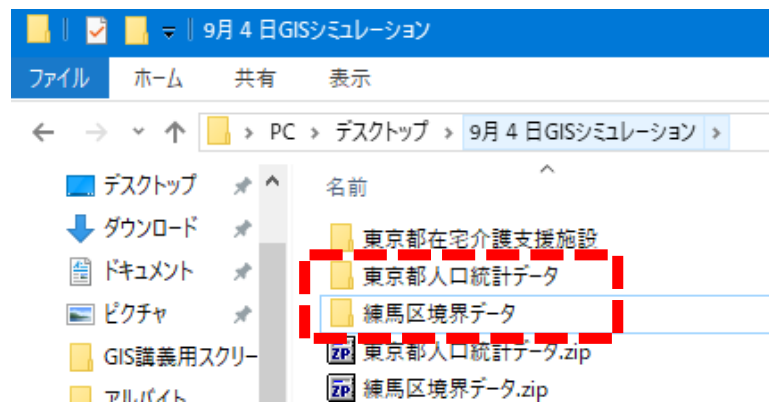 9月４日GISシミュレーション
ファイル ホーム 共有 表示
PC デスクトップ 9月４日GISシミュレーション
デスクトップ
ダウンロード
ドキュメント
ピクチャ
GIS講義用スクリー
アルバイト
名前
東京都在宅介護支援施設
東京都人口統計データ
練馬区境界データ
東京都人口統計データ.zip
練馬区境界データ.zip